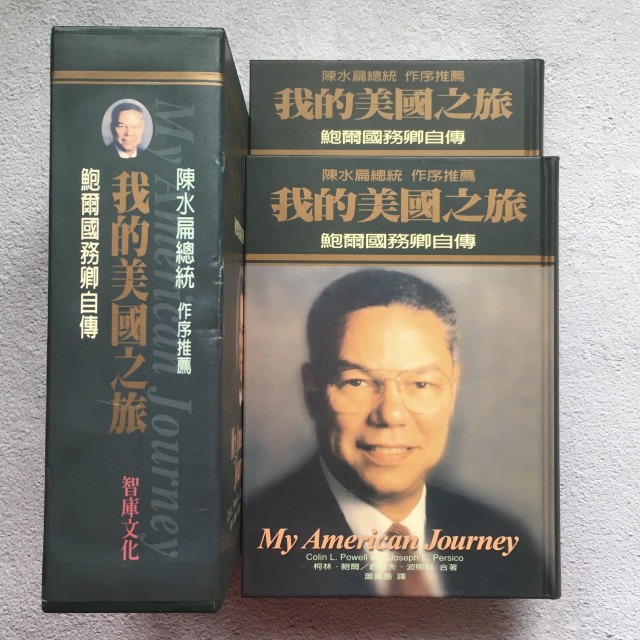 陳水扁總統 作序推薦
我的美國之旅
鮑爾國務卿自傳
My American Journey
智庫文化
陳水扁總統 作序推薦
我的美國之旅
鮑爾國務卿自傳
陳水扁總統 作序推薦
我的美國之旅
鮑爾國務卿自傳
My American Journey
Colin L. Powell Joseph E. Persico
柯林·鮑爾／夫·波斯 合著
蕭 譯